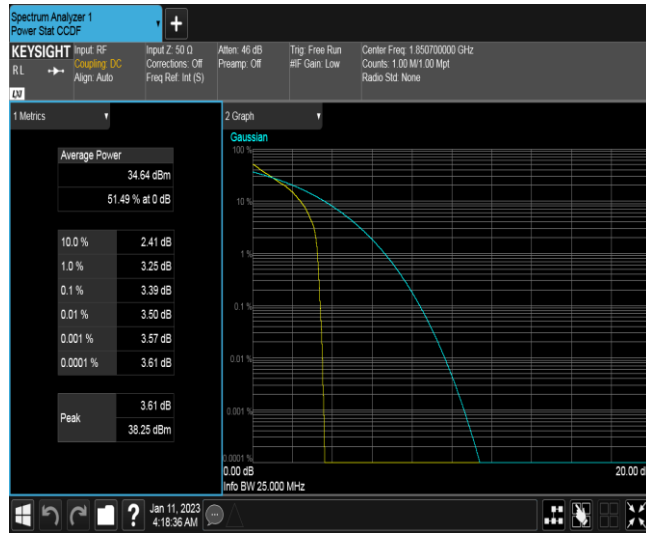 Spectrum Analyzer 1
Power Stat CCDF
+
KEYSIGHT
R L
LXI
Input: RF
Coupling: DC
Align: Auto
Input Z: 50 Ω
Corrections: Off
Freq Ref: Int (S)
Atten: 46 dB
Preamp: Off
Trig: Free Run
#IF Gain: Low
Center Freq: 1.850700000 GHz
Counts: 1.00 M/1.00 Mpt
Radio Std: None
1 Metrics
Average Power
34.64 dBm
51.49 % at 0 dB
10.0 % 2.41 dB
1.0 % 3.25 dB
0.1 % 3.39 dB
0.01 % 3.50 dB
0.001 % 3.57 dB
0.0001 % 3.61 dB
Peak
3.61 dB
38.25 dBm
2 Graph
Gaussian
100 %
10 %
1 %
0.1 %
0.01 %
0.001 %
0.0001 %
0.00 dB
20.00 d
Info BW 25.000 MHz
?
Jan 11, 2023
4:18:36 AM